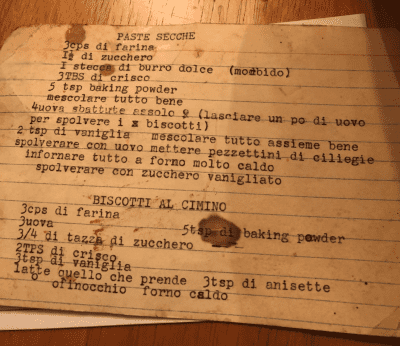 PASTE SECCHE
3cps di farina
1½ di zucchero
I stecca di burro dolce (morbido)
3TBS di crisco
5 tsp baking powder
mescolare tutto bene
4uova sbattute assolo (lasciare un po di uovo
per spolvere i biscotti)
2 tsp di vaniglia mescolare tutto assieme bene
spolverare con uovo mettere pezzettini di ciliegie
infornare tutto a forno molto caldo
spolverare con zucchero vanigliato
BISCOTTI AL CIMINO
3cps di farina
3uova 5tsp di baking powder
3/4 di tazza di zucchero
2TPS di crisco
3tsp di vaniglia
latte quello che prende 3tsp di anisette
o ofinocchio forno caldo